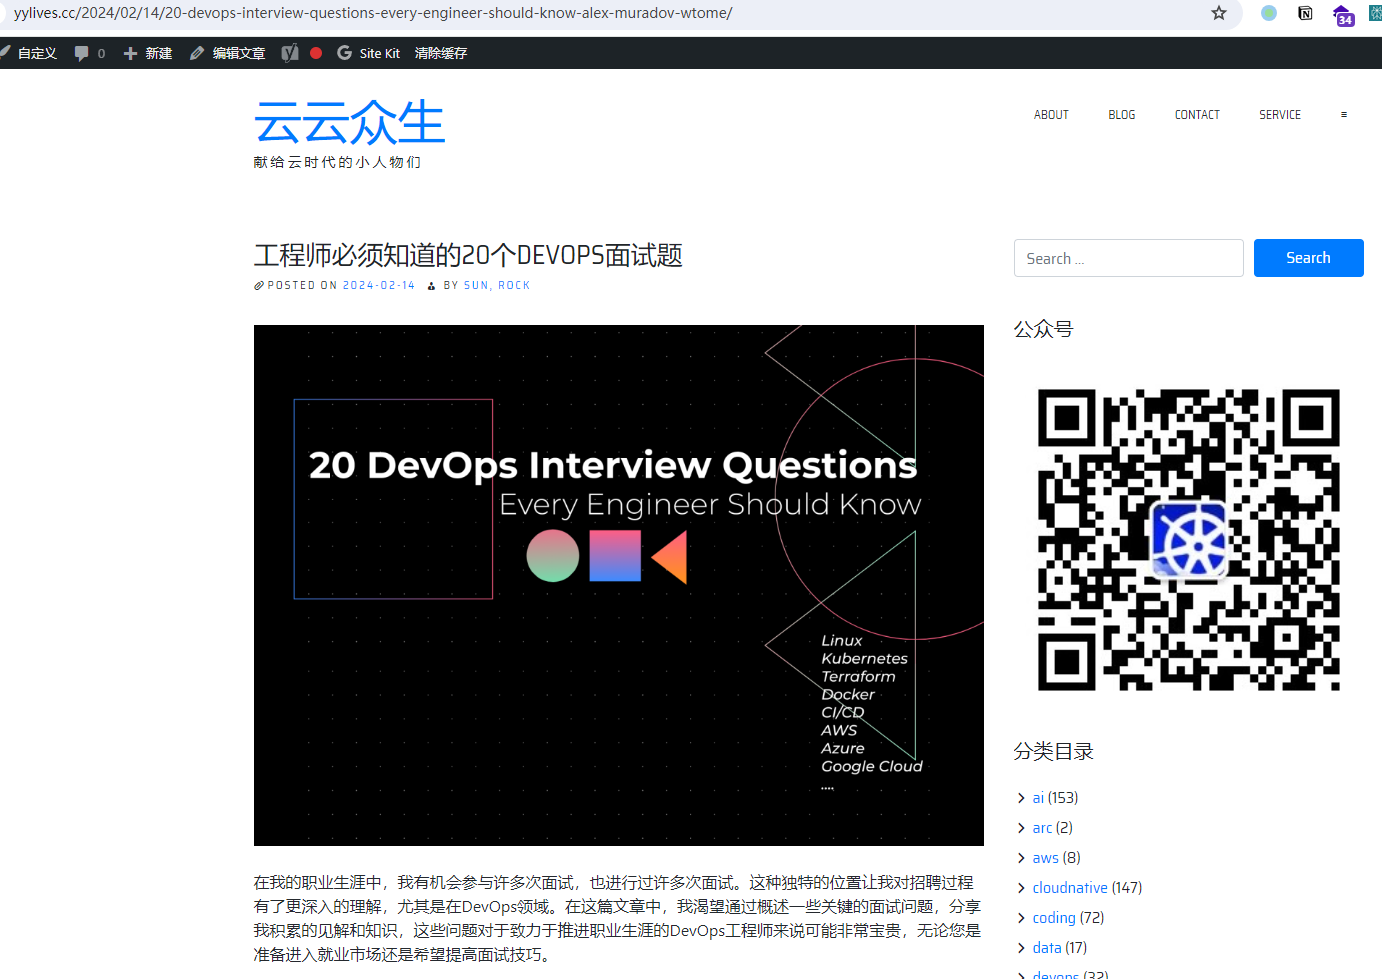 yylives.cc/2024/02/14/20-devops-interview-questions-every-engineer-should-know-alex-muradov-wtome/
34
自定义 0 新建 编辑文章 Site Kit 清除缓存
云云众生
献给云时代的小人物们
ABOUT BLOG CONTACT SERVICE ≡
工程师必须知道的20个DEVOPS面试题
POSTED ON 2024-02-14 BY SUN, ROCK
Search ... Search
公众号
20 DevOps Interview Questions
Every Engineer Should Know
Linux
Kubernetes
Terraform
Docker
CI/CD
AWS
Azure
Google Cloud
....
分类目录
ai (153)
arc (2)
aws (8)
cloudnative (147)
coding (72)
data (17)
devops (32)
在我的职业生涯中，我有机会参与许多次面试，也进行过许多次面试。这种独特的位置让我对招聘过程
有了更深入的理解，尤其是在DevOps领域。在这篇文章中，我渴望通过概述一些关键的面试问题，分享
我积累的见解和知识，这些问题对于致力于推进职业生涯的DevOps工程师来说可能非常宝贵，无论您是
准备进入就业市场还是希望提高面试技巧。